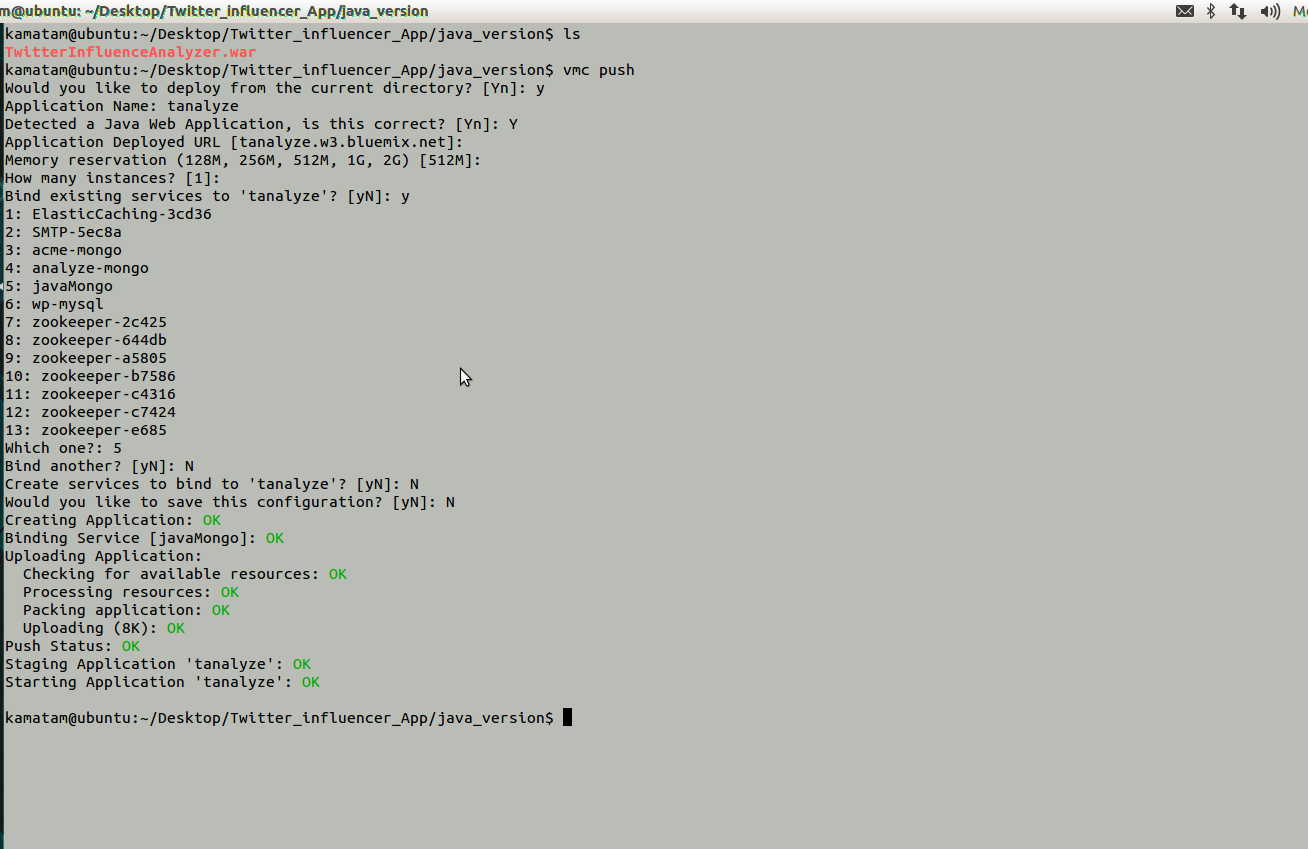 m@ubuntu: ~/Desktop/Twitter_influencer_App/java_version
kamatam@ubuntu:~/Desktop/Twitter_influencer_App/java_version$ ls
TwitterInfluenceAnalyzer.war
kamatam@ubuntu:~/Desktop/Twitter_influencer_App/java_version$ vmc push
Would you like to deploy from the current directory? [Yn]: y
Application Name: tanalyze
Detected a Java Web Application, is this correct? [Yn]: Y
Application Deployed URL [tanalyze.w3.bluemix.net]:
Memory reservation (128M, 256M, 512M, 1G, 2G) [512M]:
How many instances? [1]:
Bind existing services to 'tanalyze'? [yN]: y
1: ElasticCaching-3cd36
2: SMTP-5ec8a
3: acme-mongo
4: analyze-mongo
5: javaMongo
6: wp-mysql
7: zookeeper-2c425
8: zookeeper-644db
9: zookeeper-a5805
10: zookeeper-b7586
11: zookeeper-c4316
12: zookeeper-c7424
13: zookeeper-e685
Which one?: 5
Bind another? [yN]: N
Create services to bind to 'tanalyze'? [yN]: N
Would you like to save this configuration? [yN]: N
Creating Application: OK
Binding Service [javaMongo]: OK
Uploading Application:
  Checking for available resources: OK
  Processing resources: OK
  Packing application: OK
  Uploading (8K): OK
Push Status: OK
Staging Application 'tanalyze': OK
Starting Application 'tanalyze': OK
kamatam@ubuntu:~/Desktop/Twitter_influencer_App/java_version$